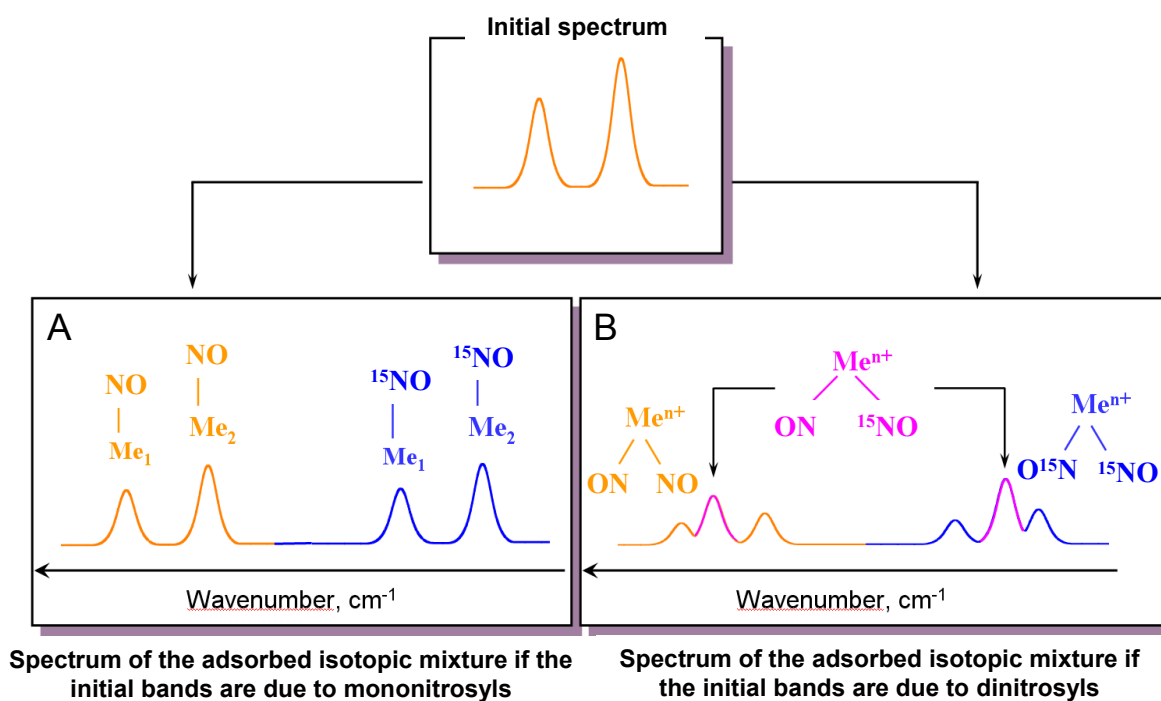 Initial spectrum
A
NO
NO
Me₁
Me₂
¹⁵NO
¹⁵NO
Me₁
Me₂
Wavenumber, cm⁻¹
B
Meⁿ⁺
ON NO
Meⁿ⁺
ON ¹⁵NO
Meⁿ⁺
O¹⁵N ¹⁵NO
Wavenumber, cm⁻¹
Spectrum of the adsorbed isotopic mixture if the
initial bands are due to mononitrosyls
Spectrum of the adsorbed isotopic mixture if
the initial bands are due to dinitrosyls